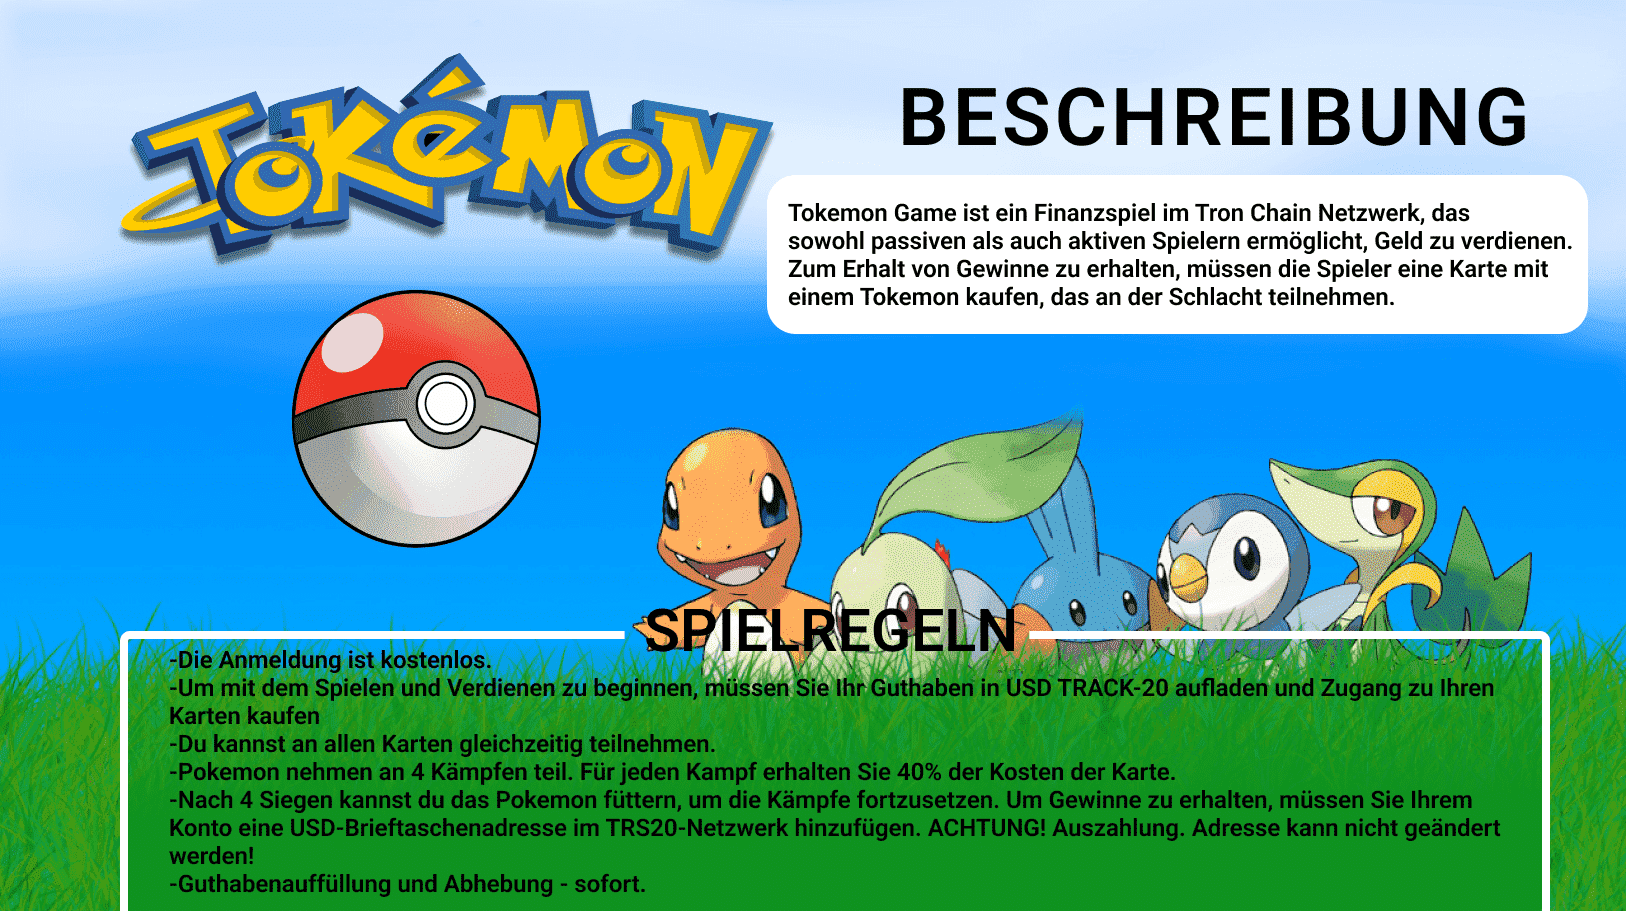 TOKéMON
BESCHREIBUNG
Tokemon Game ist ein Finanzspiel im Tron Chain Netzwerk, das
sowohl passiven als auch aktiven Spielern ermöglicht, Geld zu verdienen.
Zum Erhalt von Gewinne zu erhalten, müssen die Spieler eine Karte mit
einem Tokemon kaufen, das an der Schlacht teilnehmen.
SPIELREGELN
-Die Anmeldung ist kostenlos.
-Um mit dem Spielen und Verdienen zu beginnen, müssen Sie Ihr Guthaben in USD TRACK-20 aufladen und Zugang zu Ihren
Karten kaufen
-Du kannst an allen Karten gleichzeitig teilnehmen.
-Pokemon nehmen an 4 Kämpfen teil. Für jeden Kampf erhalten Sie 40% der Kosten der Karte.
-Nach 4 Siegen kannst du das Pokemon füttern, um die Kämpfe fortzusetzen. Um Gewinne zu erhalten, müssen Sie Ihrem
Konto eine USD-Brieftaschenadresse im TRS20-Netzwerk hinzufügen. ACHTUNG! Auszahlung. Adresse kann nicht geändert
werden!
-Guthabenauffüllung und Abhebung - sofort.